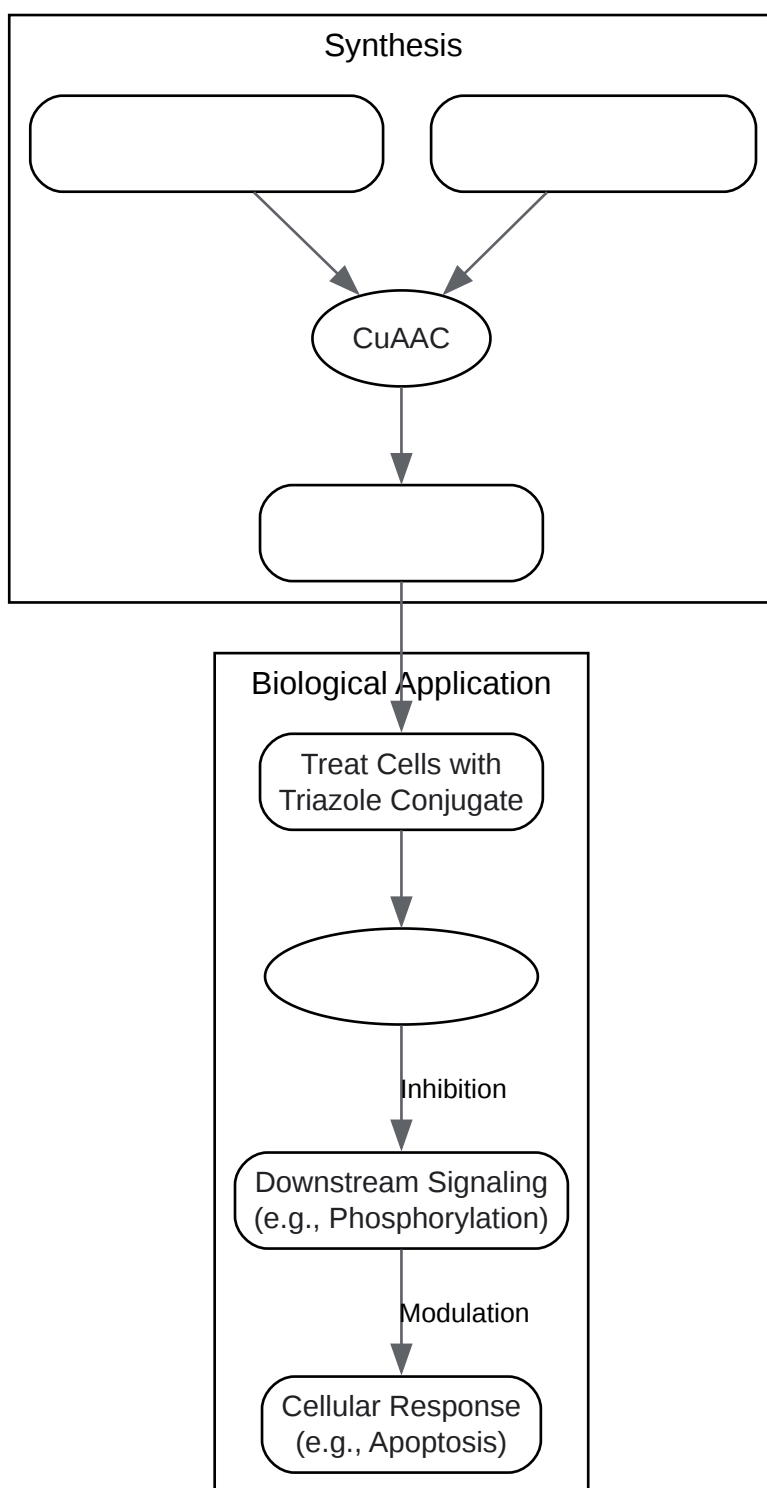 Synthesis
CuAAC
Biological Application
Treat Cells with
Triazole Conjugate
Inhibition
Downstream Signaling
(e.g., Phosphorylation)
Modulation
Cellular Response
(e.g., Apoptosis)